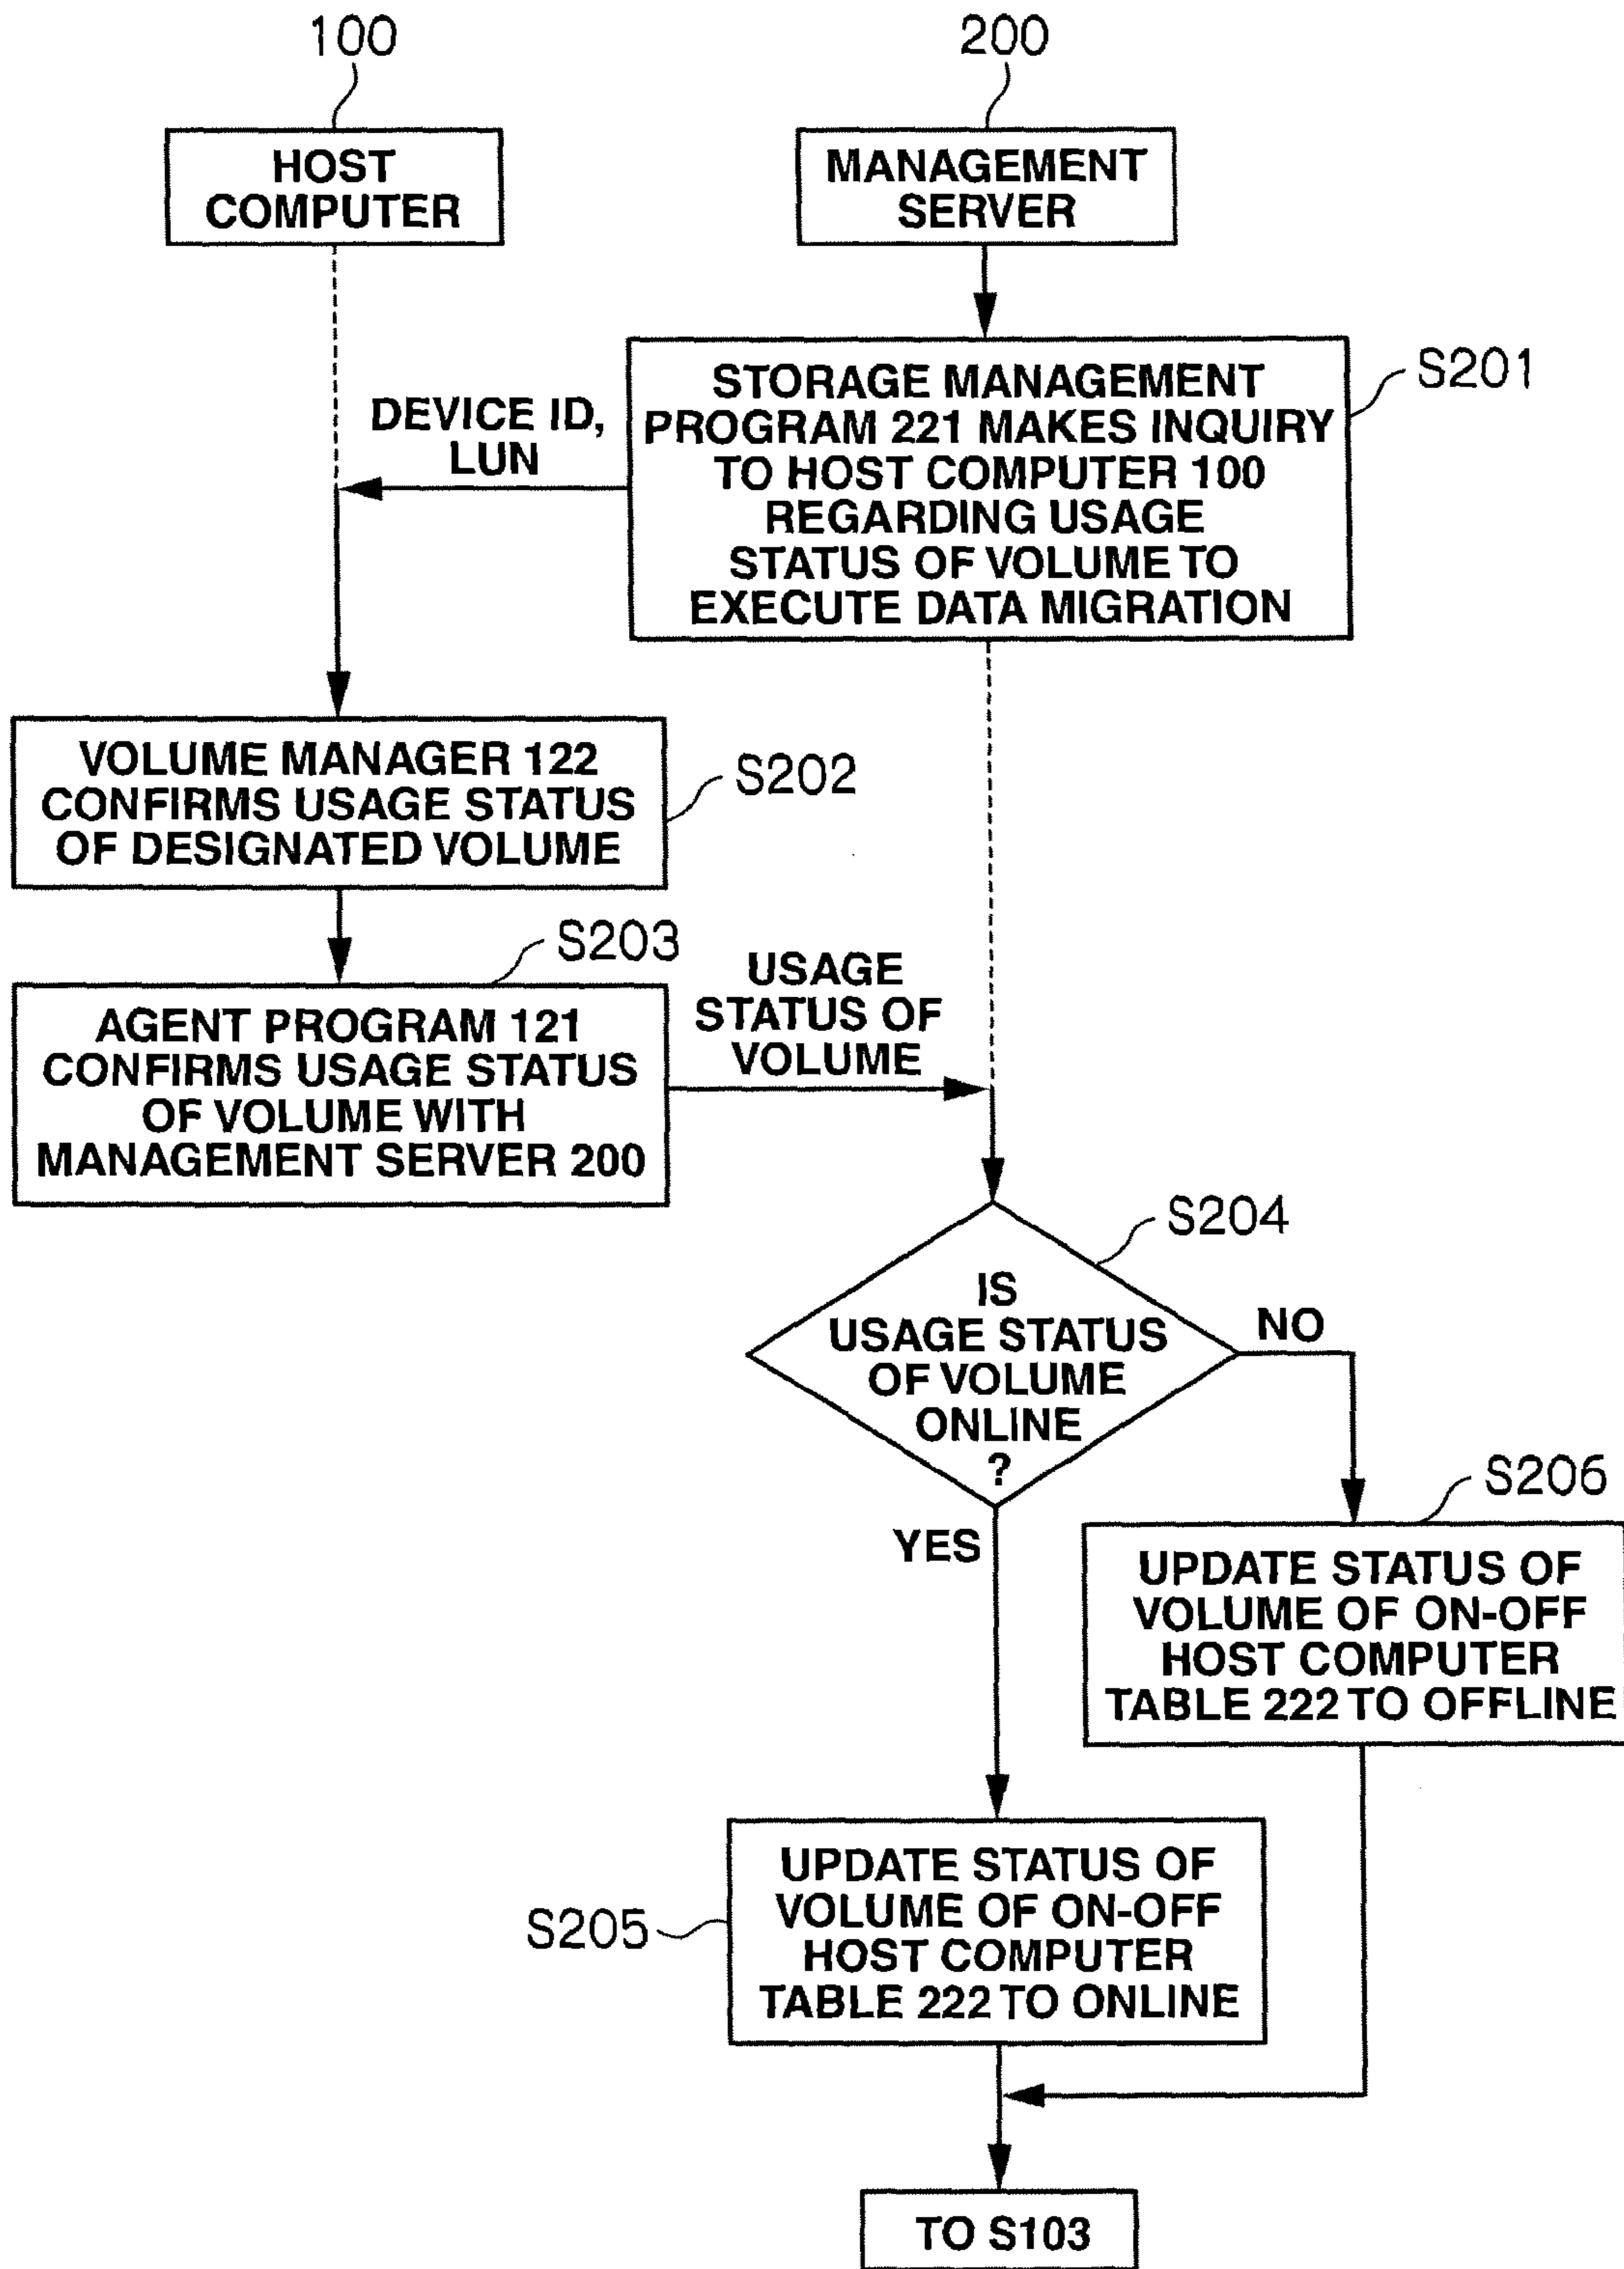 100
200
HOST
COMPUTER
MANAGEMENT
SERVER
STORAGE MANAGEMENT
PROGRAM 221 MAKES INQUIRY
TO HOST COMPUTER 100
REGARDING USAGE
STATUS OF VOLUME TO
EXECUTE DATA MIGRATION
S201
DEVICE ID,
LUN
VOLUME MANAGER 122
CONFIRMS USAGE STATUS
OF DESIGNATED VOLUME
S202
S203
AGENT PROGRAM 121
CONFIRMS USAGE STATUS
OF VOLUME WITH
MANAGEMENT SERVER 200
USAGE
STATUS OF
VOLUME
S204
IS
USAGE STATUS
OF VOLUME
ONLINE
?
NO
YES
S206
UPDATE STATUS OF
VOLUME OF ON-OFF
HOST COMPUTER
TABLE 222 TO OFFLINE
S205
UPDATE STATUS OF
VOLUME OF ON-OFF
HOST COMPUTER
TABLE 222 TO ONLINE
TO S103